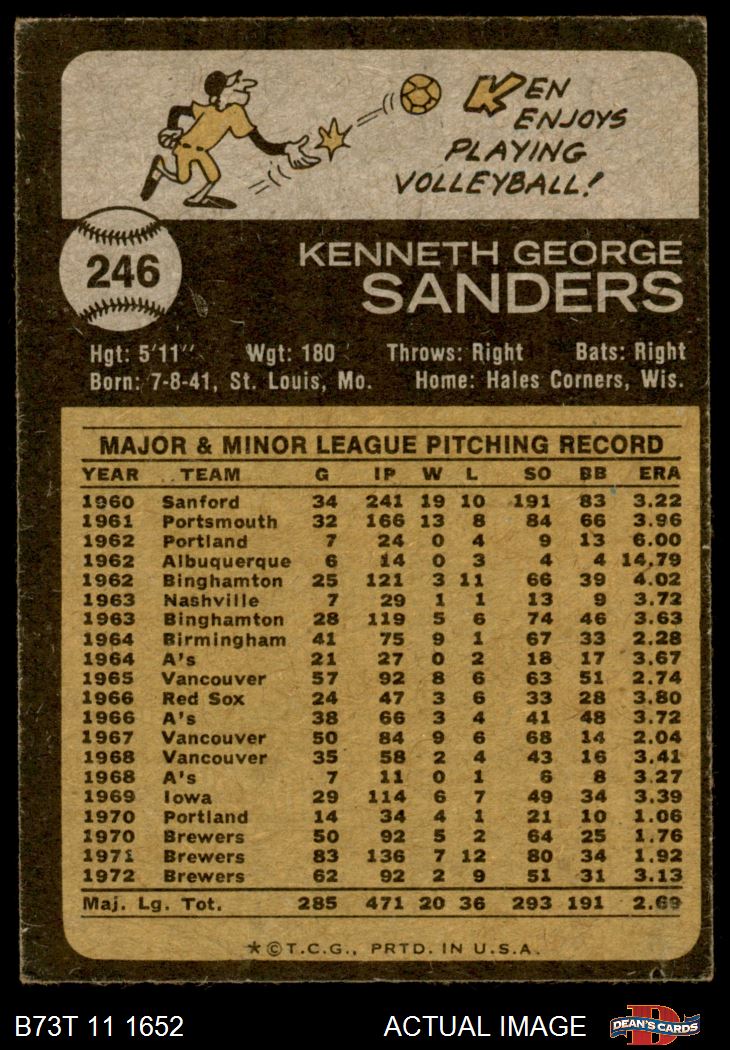 KEN
ENJOYS
PLAYING
VOLLEYBALL!
246
KENNETH GEORGE
SANDERS
Hgt: 5'11" Wgt: 180 Throws: Right Bats: Right
Born: 7-8-41, St. Louis, Mo. Home: Hales Corners, Wis.
MAJOR & MINOR LEAGUE PITCHING RECORD
YEAR TEAM G IP W L SO BB ERA
1960 Sanford 34 241 19 10 191 83 3.22
1961 Portsmouth 32 166 13 8 84 66 3.96
1962 Portland 7 24 0 4 9 13 6.00
1962 Albuquerque 6 14 0 3 4 4 14.79
1962 Binghamton 25 121 3 11 66 39 4.02
1963 Nashville 7 29 1 1 13 9 3.72
1963 Binghamton 28 119 5 6 74 46 3.63
1964 Birmingham 41 75 9 1 67 33 2.28
1964 A's 21 27 0 2 18 17 3.67
1965 Vancouver 57 92 8 6 63 51 2.74
1966 Red Sox 24 47 3 6 33 28 3.80
1966 A's 38 66 3 4 41 48 3.72
1967 Vancouver 50 84 9 6 68 14 2.04
1968 Vancouver 35 58 2 4 43 16 3.41
1968 A's 7 11 0 1 6 8 3.27
1969 Iowa 29 114 6 7 49 34 3.39
1970 Portland 14 34 4 1 21 10 1.06
1970 Brewers 50 92 5 2 64 25 1.76
1971 Brewers 83 136 7 12 80 34 1.92
1972 Brewers 62 92 2 9 51 31 3.13
Maj. Lg. Tot. 285 471 20 36 293 191 2.69
*©T.C.G., PRTD. IN U.S.A.
B73T 11 1652 ACTUAL IMAGE D DEAN'S CARDS